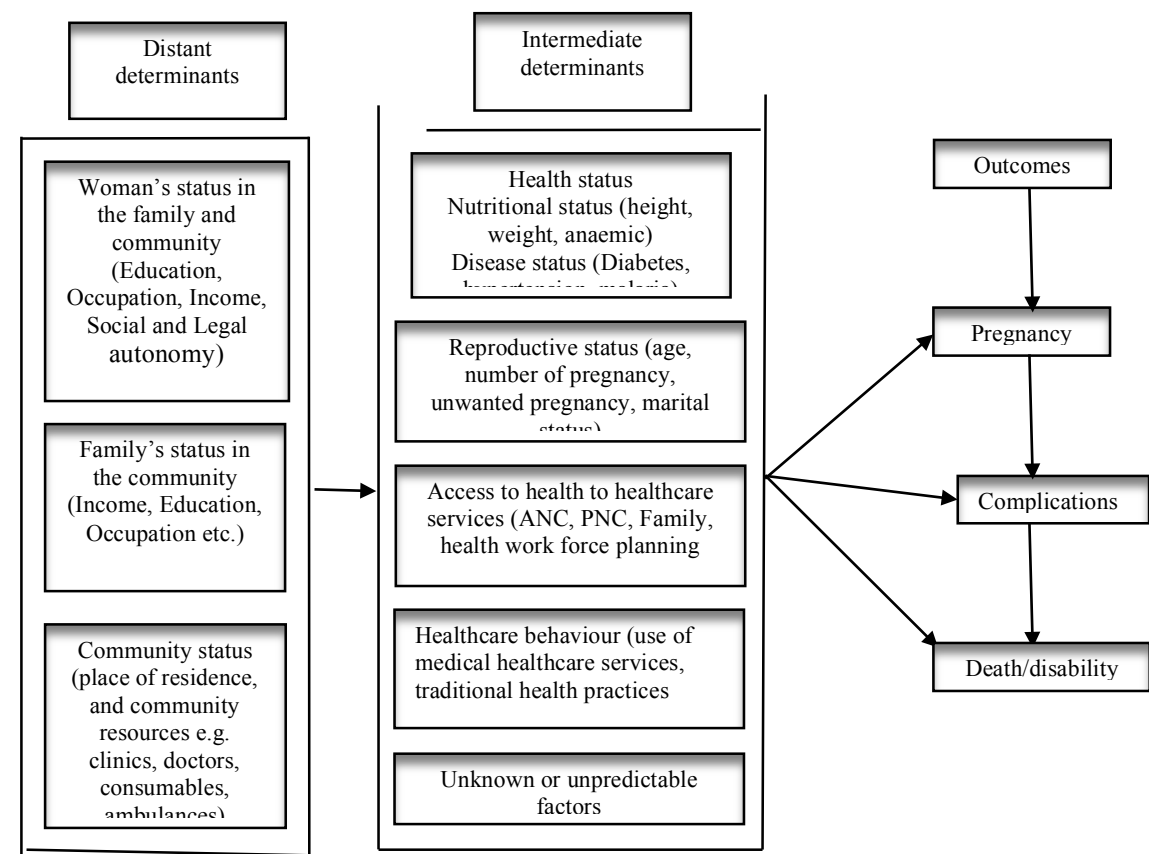 Distant
determinants
Woman's status in
the family and
community
(Education,
Occupation, Income,
Social and Legal
autonomy)
Family's status in
the community
(Income, Education,
Occupation etc.)
Community status
(place of residence,
and community
resources e.g.
clinics, doctors,
consumables,
ambulances)
Intermediate
determinants
Health status
Nutritional status (height,
weight, anaemic)
Disease status (Diabetes,
hypertension, malaria)
Reproductive status (age,
number of pregnancy,
unwanted pregnancy, marital
status)
Access to health to healthcare
services (ANC, PNC, Family,
health work force planning
Healthcare behaviour (use of
medical healthcare services,
traditional health practices
Unknown or unpredictable
factors
Outcomes
Pregnancy
Complications
Death/disability